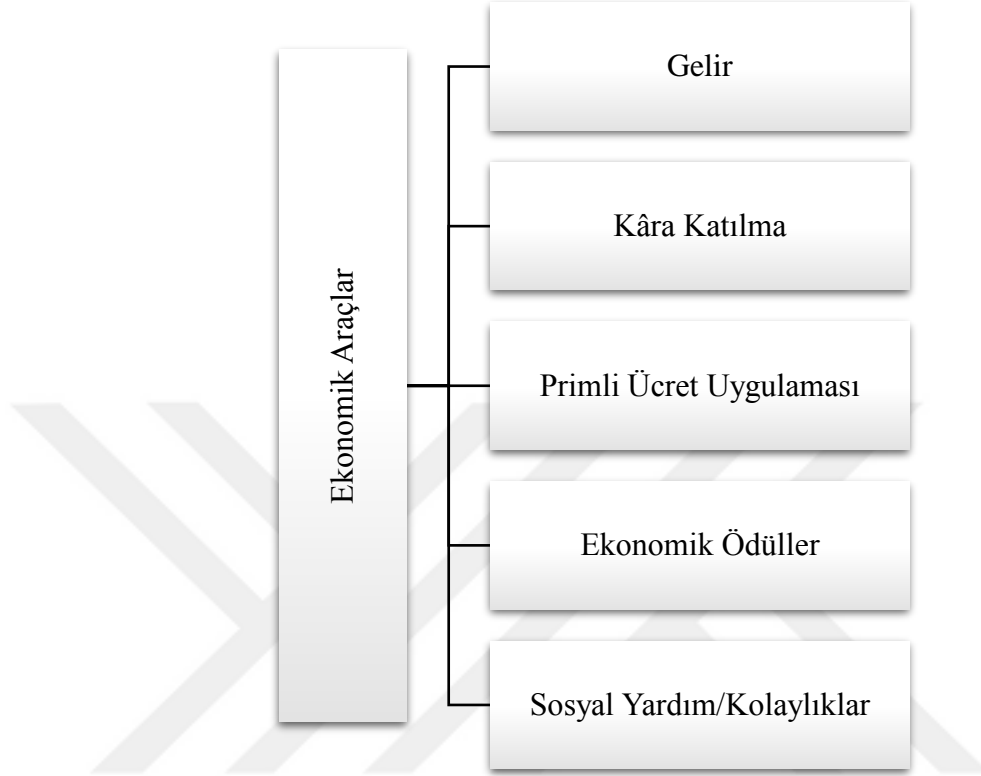 Ekonomik Araçlar
Gelir
Kâra Katılma
Primli Ücret Uygulaması
Ekonomik Ödüller
Sosyal Yardım/Kolaylıklar